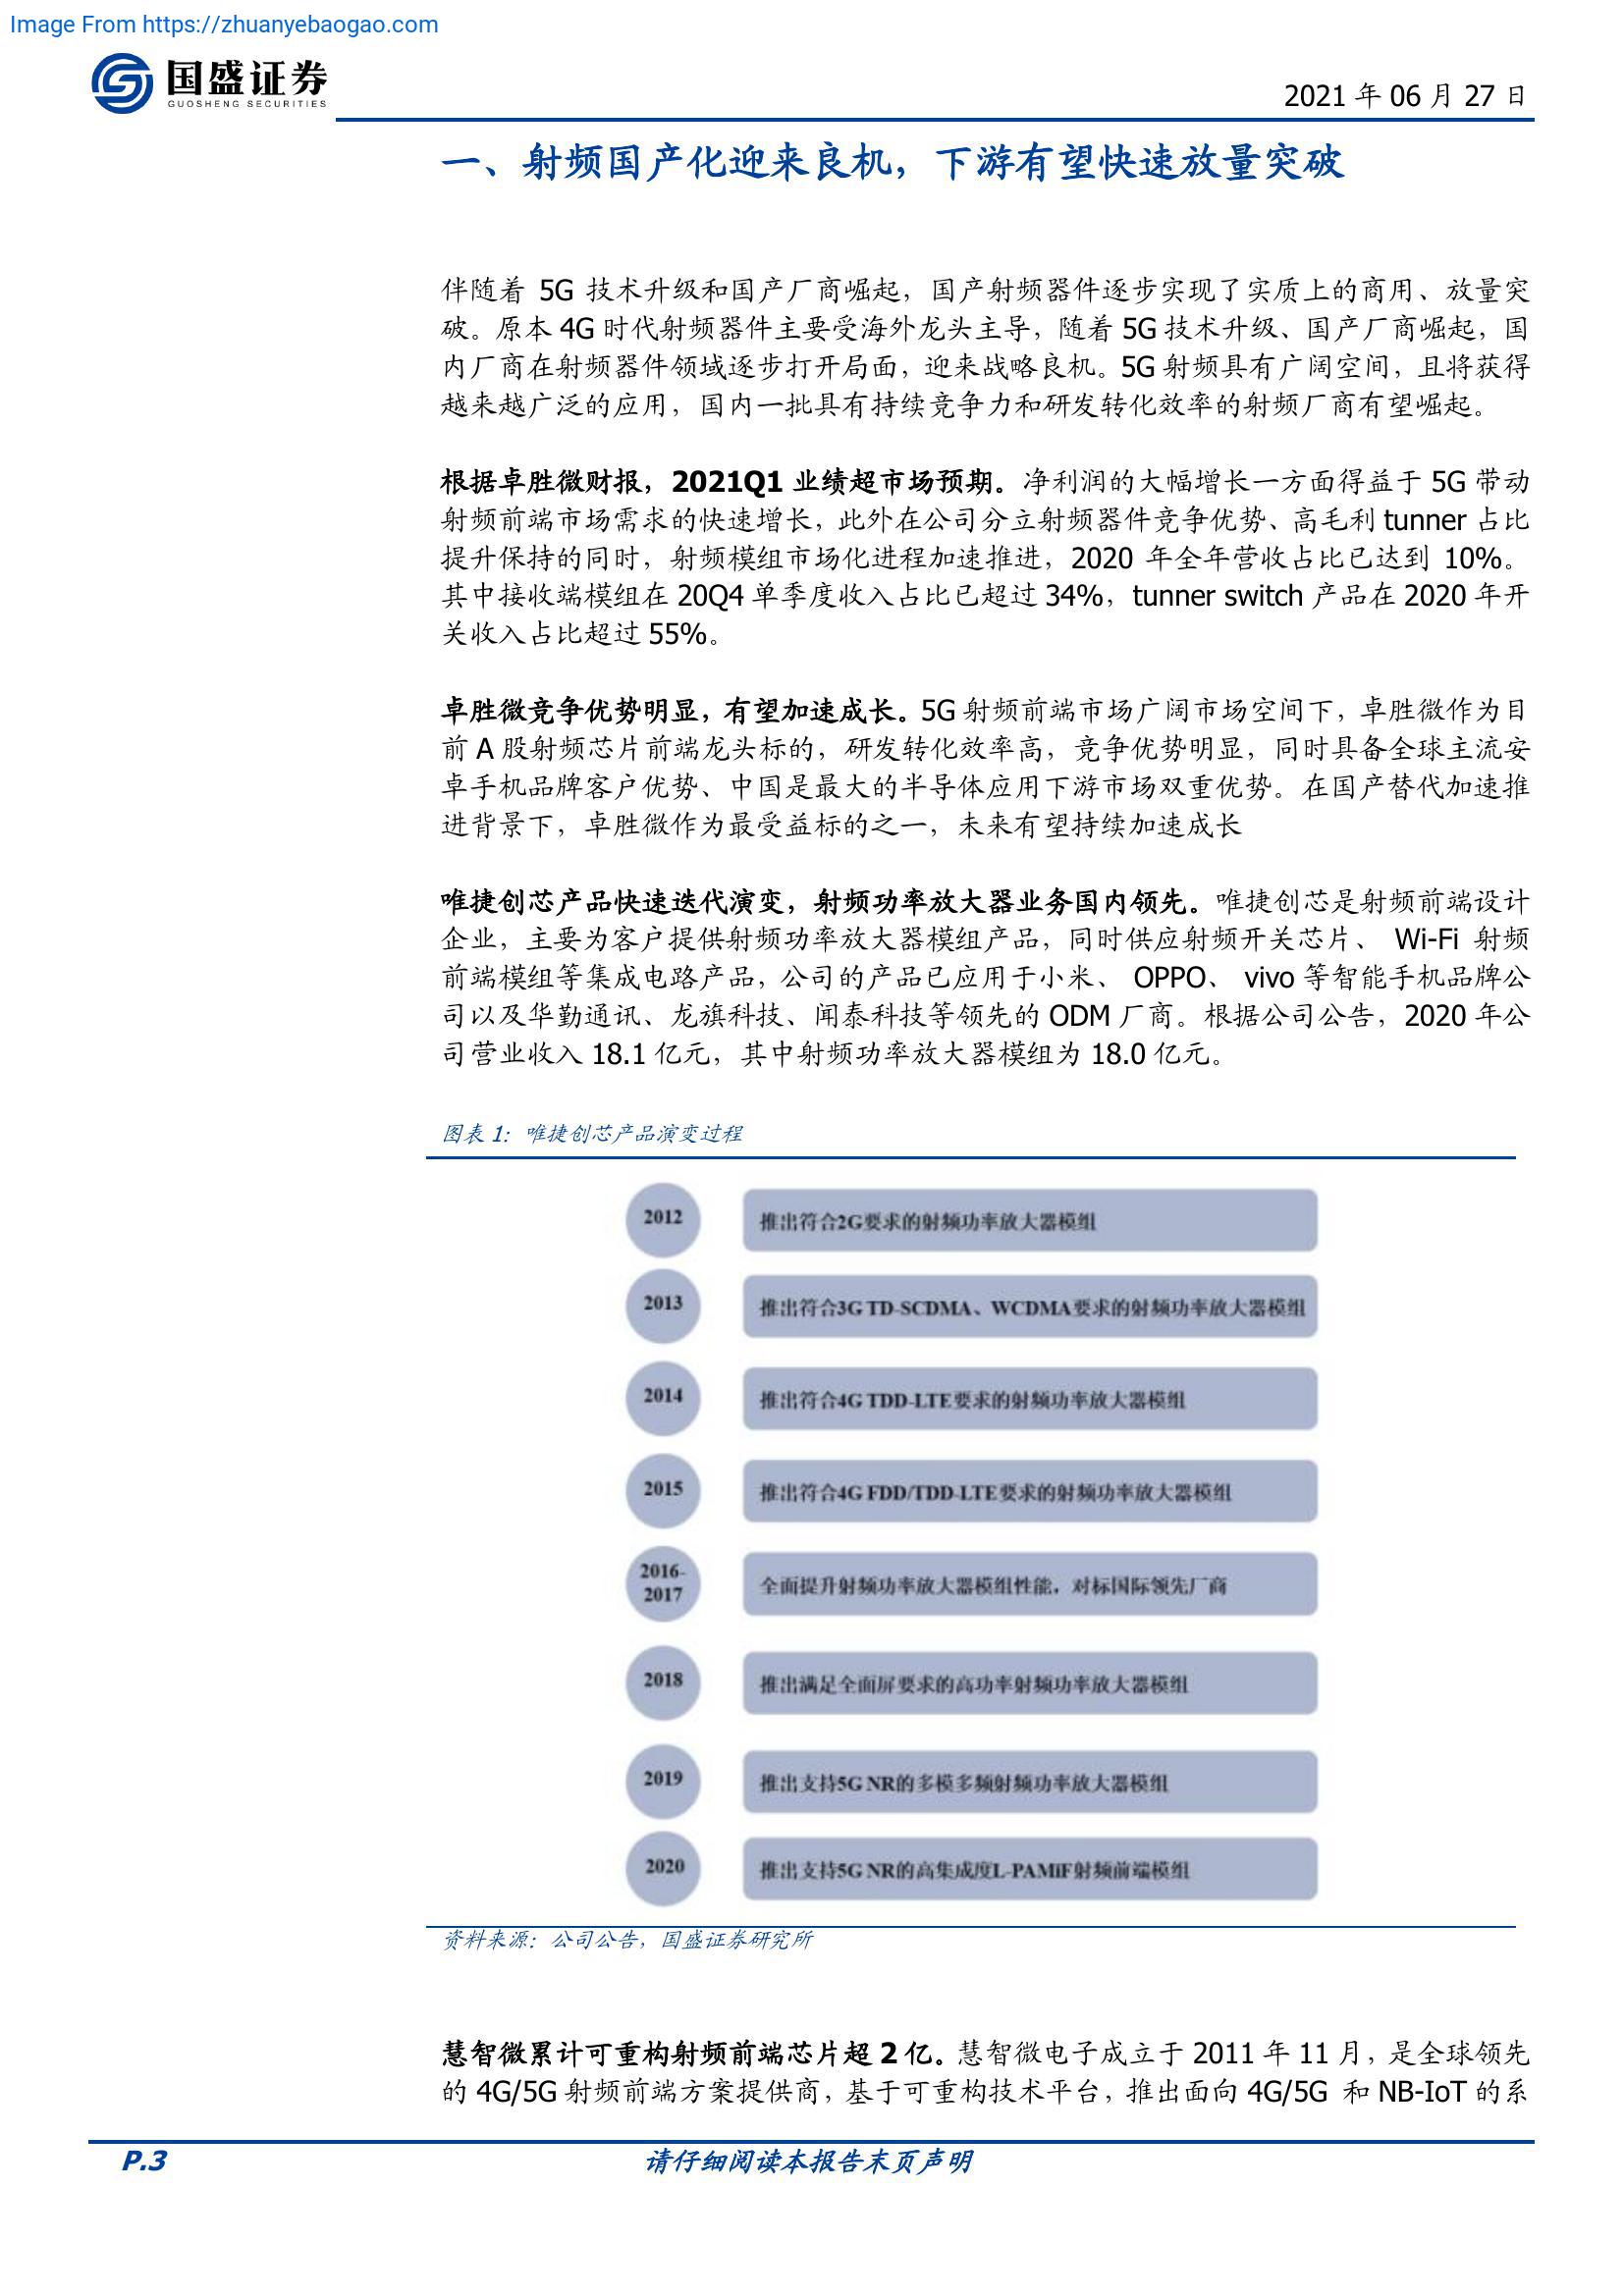 Image From https://zhuanyebaogao.com
国盛证券
GUOSHENG SECURITIES
2021 年 06 月 27 日
一、射频国产化迎来良机，下游有望快速放量突破
伴随着 5G 技术升级和国产厂商崛起，国产射频器件逐步实现了实质上的商用、放量突
破。原本 4G 时代射频器件主要受海外龙头主导，随着 5G 技术升级、国产厂商崛起，国
内厂商在射频器件领域逐步打开局面，迎来战略良机。5G 射频具有广阔空间，且将获得
越来越广泛的应用，国内一批具有持续竞争力和研发转化效率的射频厂商有望崛起。
根据卓胜微财报，2021Q1 业绩超市场预期。净利润的大幅增长一方面得益于 5G 带动
射频前端市场需求的快速增长，此外在公司分立射频器件竞争优势、高毛利 tunner 占比
提升保持的同时，射频模组市场化进程加速推进，2020 年全年营收占比已达到 10%。
其中接收端模组在 20Q4 单季度收入占比已超过 34%，tunner switch 产品在 2020 年开
关收入占比超过 55%。
卓胜微竞争优势明显，有望加速成长。5G 射频前端市场广阔市场空间下，卓胜微作为目
前 A 股射频芯片前端龙头标的，研发转化效率高，竞争优势明显，同时具备全球主流安
卓手机品牌客户优势、中国是最大的半导体应用下游市场双重优势。在国产替代加速推
进背景下，卓胜微作为最受益标的之一，未来有望持续加速成长
唯捷创芯产品快速迭代演变，射频功率放大器业务国内领先。唯捷创芯是射频前端设计
企业，主要为客户提供射频功率放大器模组产品，同时供应射频开关芯片、 Wi-Fi 射频
前端模组等集成电路产品，公司的产品已应用于小米、 OPPO、 vivo 等智能手机品牌公
司以及华勤通讯、龙旗科技、闻泰科技等领先的 ODM 厂商。根据公司公告，2020 年公
司营业收入 18.1 亿元，其中射频功率放大器模组为 18.0 亿元。
图表 1：唯捷创芯产品演变过程
2012 推出符合2G要求的射频功率放大器模组
2013 推出符合3G TD-SCDMA、WCDMA要求的射频功率放大器模组
2014 推出符合4G TDD-LTE要求的射频功率放大器模组
2015 推出符合4G FDD/TDD-LTE要求的射频功率放大器模组
2016-
2017 全面提升射频功率放大器模组性能，对标国际领先厂商
2018 推出满足全面屏要求的高功率射频功率放大器模组
2019 推出支持5G NR的多模多频射频功率放大器模组
2020 推出支持5G NR的高集成度L-PAMiF射频前端模组
资料来源：公司公告，国盛证券研究所
慧智微累计可重构射频前端芯片超 2 亿。慧智微电子成立于 2011 年 11 月，是全球领先
的 4G/5G 射频前端方案提供商，基于可重构技术平台，推出面向 4G/5G 和 NB-IoT 的系
P.3
请仔细阅读本报告末页声明